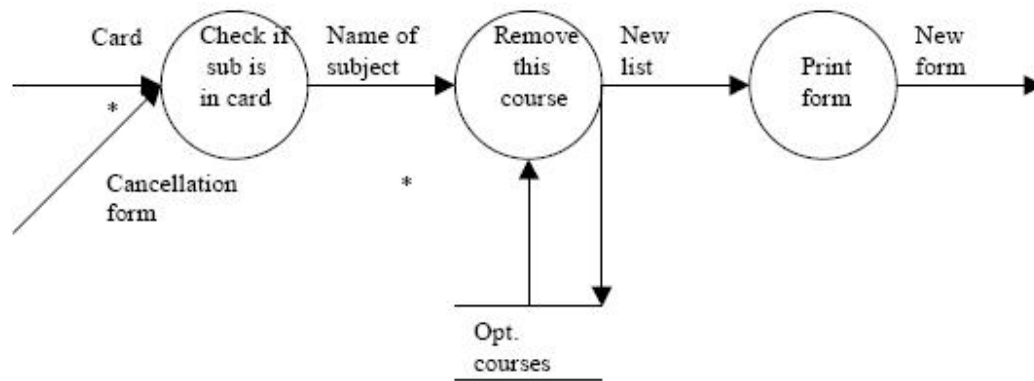 Card
*
Cancellation
form
Check if
sub is
in card
Name of
subject
*
Remove
this
course
New
list
Print
form
New
form
Opt.
courses